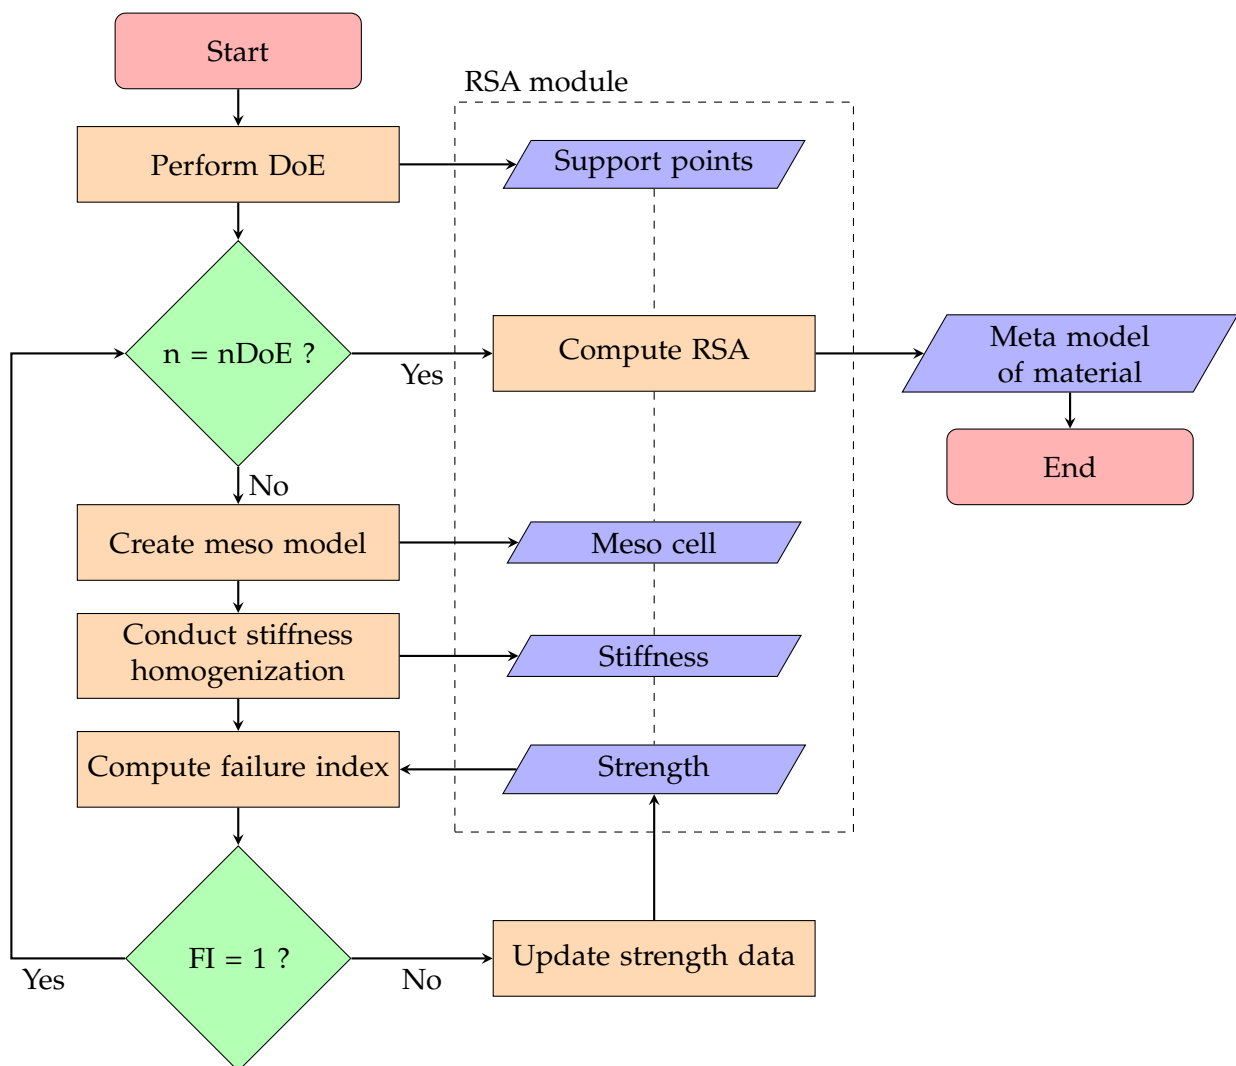 Start
RSA module
Perform DoE
Support points
n = nDoE ?
Yes
Compute RSA
Meta model
of material
No
End
Create meso model
Meso cell
Conduct stiffness
homogenization
Stiffness
Compute failure index
Strength
FI = 1 ?
Yes
No
Update strength data